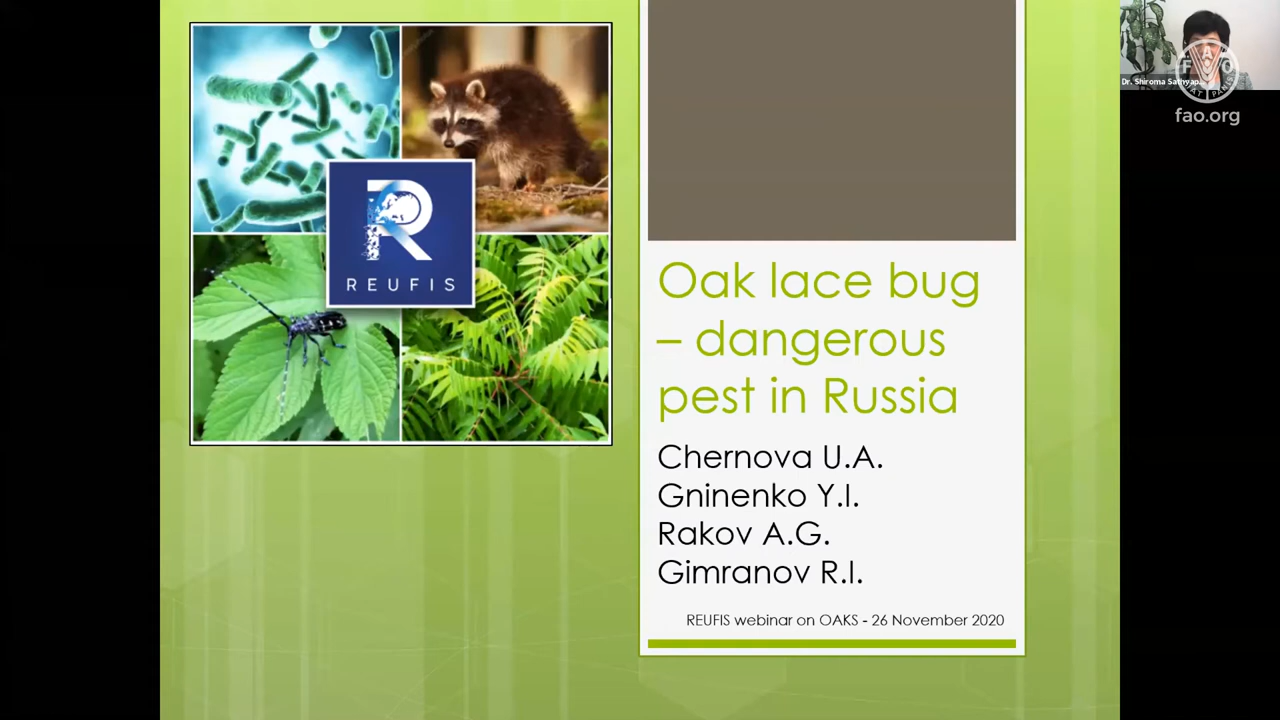 REUFIS
Oak lace bug
– dangerous
pest in Russia
Chernova U.A.
Gninenko Y.I.
Rakov A.G.
Gimranov R.I.
REUFIS webinar on OAKS - 26 November 2020
Dr. Shiroma
FAO
fao.org